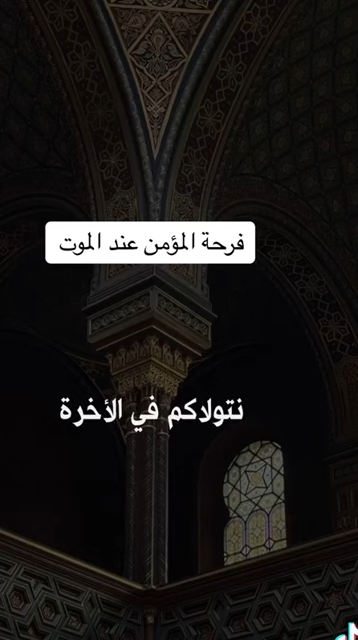 فرحة المؤمن عند الموت
نتولاكم في الأخرة